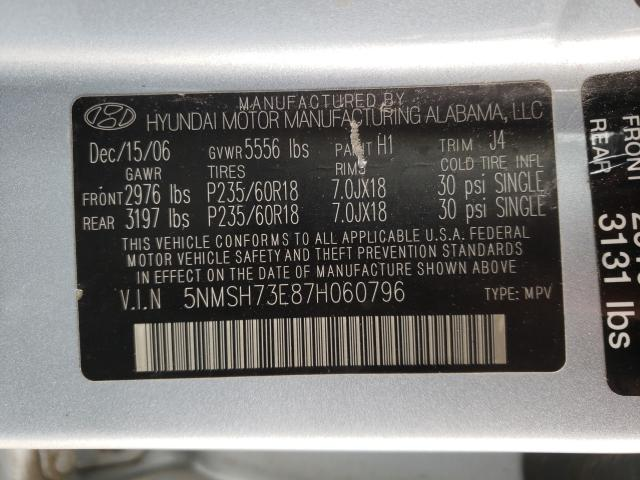 MANUFACTURED BY
HYUNDAI MOTOR MANUFACTURING ALABAMA, LLC
Dec/15/06 GVWR 5556 lbs PAINT H1 TRIM J4
GAWR TIRES RIMS COLD TIRE INFL
FRONT 2976 lbs P235/60R18 7.0JX18 30 psi SINGLE
REAR 3197 lbs P235/60R18 7.0JX18 30 psi SINGLE
THIS VEHICLE CONFORMS TO ALL APPLICABLE U.S.A. FEDERAL
MOTOR VEHICLE SAFETY, BUMPER, AND THEFT PREVENTION STANDARDS
IN EFFECT ON THE DATE OF MANUFACTURE SHOWN ABOVE
V.I.N 5NMSH73E87H060796 TYPE: MPV
FRONT
REAR 3131 lbs